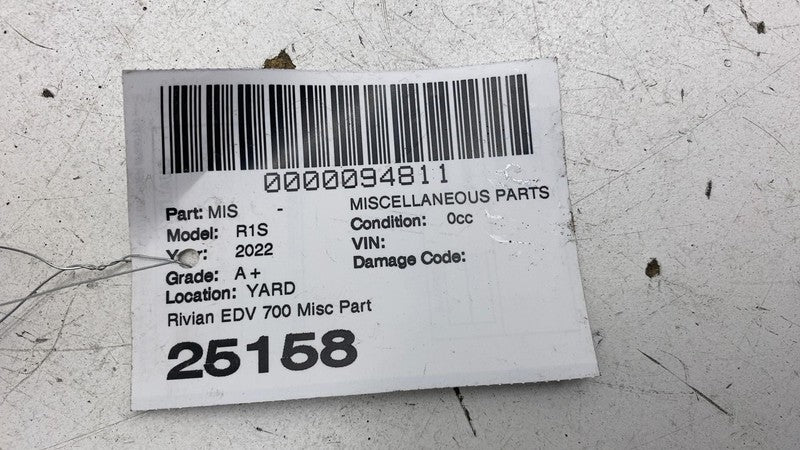 0000094811
Part: MIS - MISCELLANEOUS PARTS
Model: R1S Condition: 0cc
Year: 2022 VIN:
Grade: A+ Damage Code:
Location: YARD
Rivian EDV 700 Misc Part
25158